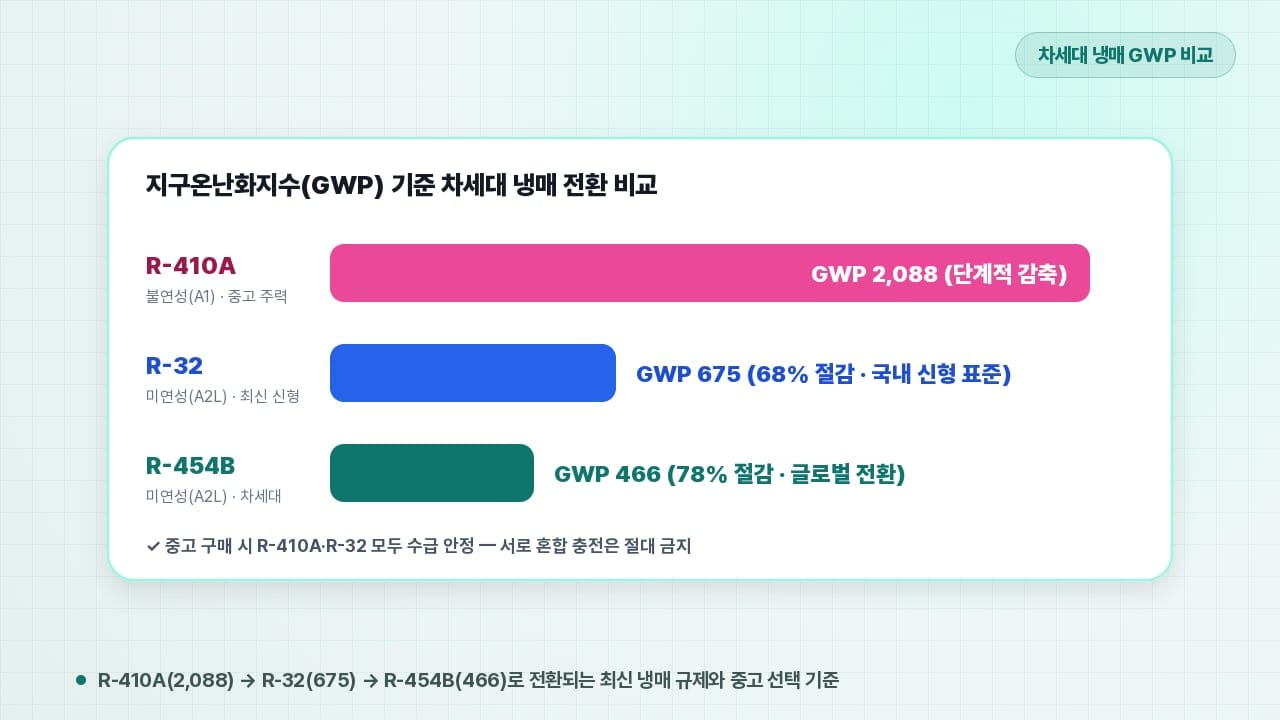 차세대 냉매 GWP 비교
지구온난화지수(GWP) 기준 차세대 냉매 전환 비교
R-410A
불연성(A1) · 중고 주력
GWP 2,088 (단계적 감축)
R-32
미연성(A2L) · 최신 신형
GWP 675 (68% 절감 · 국내 신형 표준)
R-454B
미연성(A2L) · 차세대
GWP 466 (78% 절감 · 글로벌 전환)
✓ 중고 구매 시 R-410A·R-32 모두 수급 안정 — 서로 혼합 충전은 절대 금지
R-410A(2,088) → R-32(675) → R-454B(466)로 전환되는 최신 냉매 규제와 중고 선택 기준